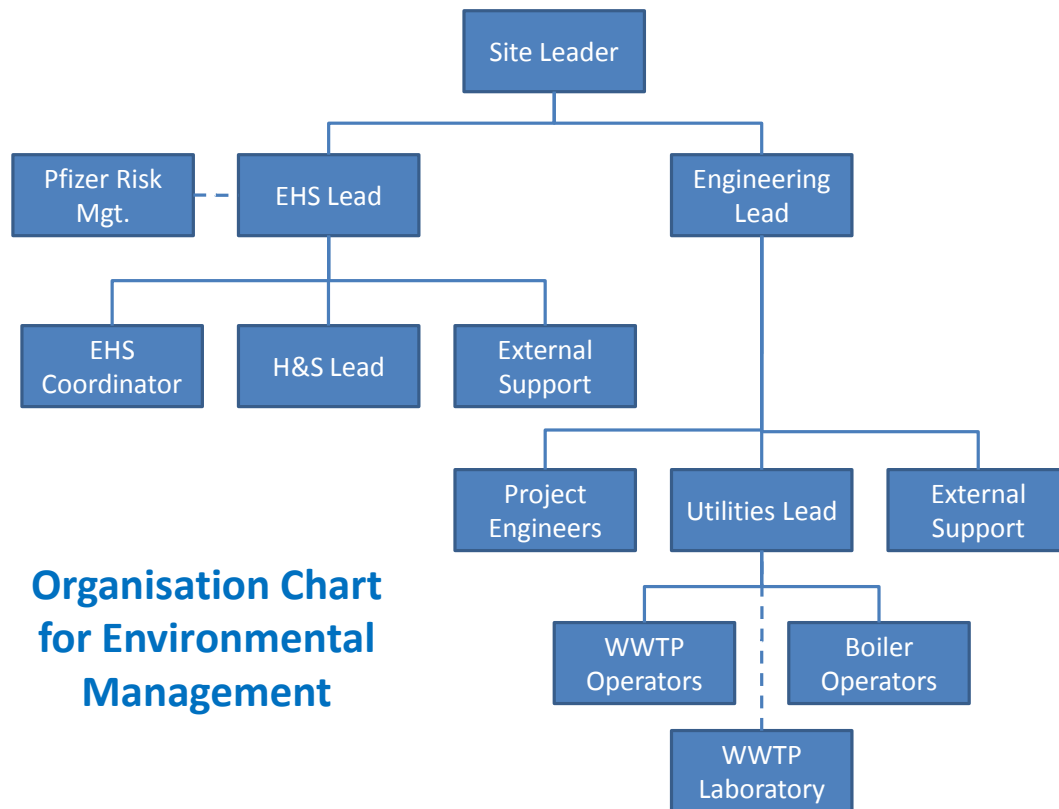 Site Leader
Pfizer Risk
Mgt.
EHS Lead
Engineering
Lead
EHS
Coordinator
H&S Lead
External
Support
Project
Engineers
Utilities Lead
External
Support
Organisation Chart
for Environmental
Management
WWTP
Operators
Boiler
Operators
WWTP
Laboratory